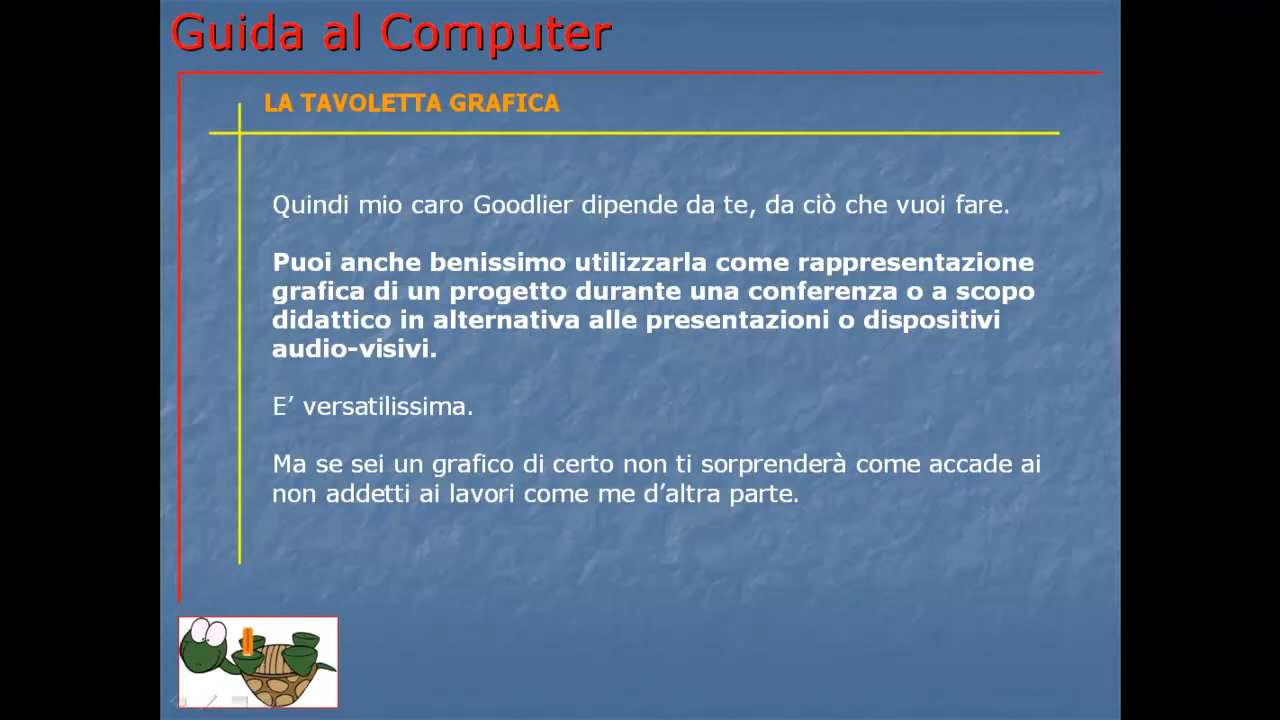 Guida al Computer
LA TAVOLETTA GRAFICA
Quindi mio caro Goodlier dipende da te, da ciò che vuoi fare.
Puoi anche benissimo utilizzarla come rappresentazione
grafica di un progetto durante una conferenza o a scopo
didattico in alternativa alle presentazioni o dispositivi
audio-visivi.
E’ versatilissima.
Ma se sei un grafico di certo non ti sorprenderà come accade ai
non addetti ai lavori come me d’altra parte.